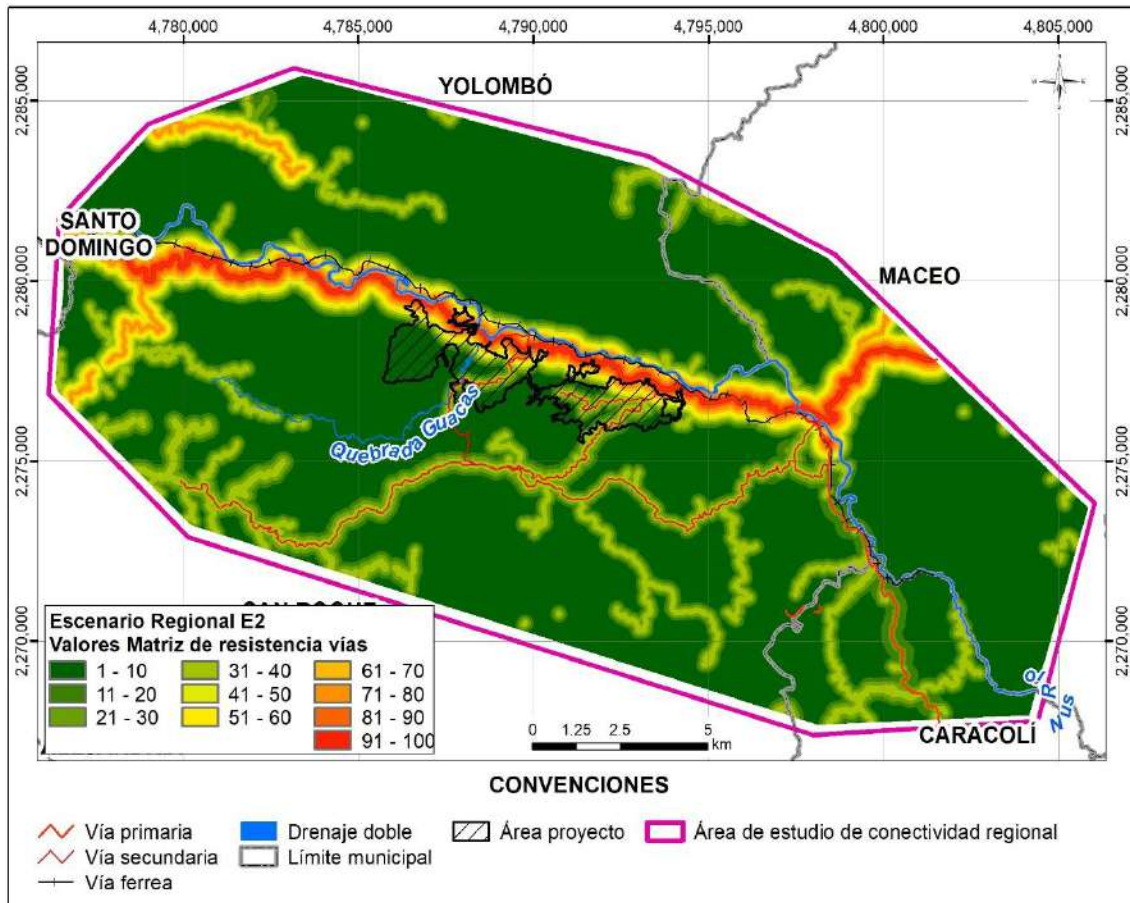 4,780,000 4,785,000 4,790,000 4,795,000 4,800,000 4,805,000
2,285,000 2,285,000
YOLOMBÓ
SANTO
DOMINGO
MACEO
2,280,000 2,280,000
Quebrada Guacas
2,275,000 2,275,000
SAN ROQUE
2,270,000 2,270,000
Río
Nus
CARACOLÍ
Escenario Regional E2
Valores Matriz de resistencia vías
1 - 10 31 - 40 61 - 70
11 - 20 41 - 50 71 - 80
21 - 30 51 - 60 81 - 90
91 - 100
0 1.25 2.5 5
km
CONVENCIONES
Vía primaria Drenaje doble Área proyecto Área de estudio de conectividad regional
Vía secundaria Límite municipal
Vía ferrea